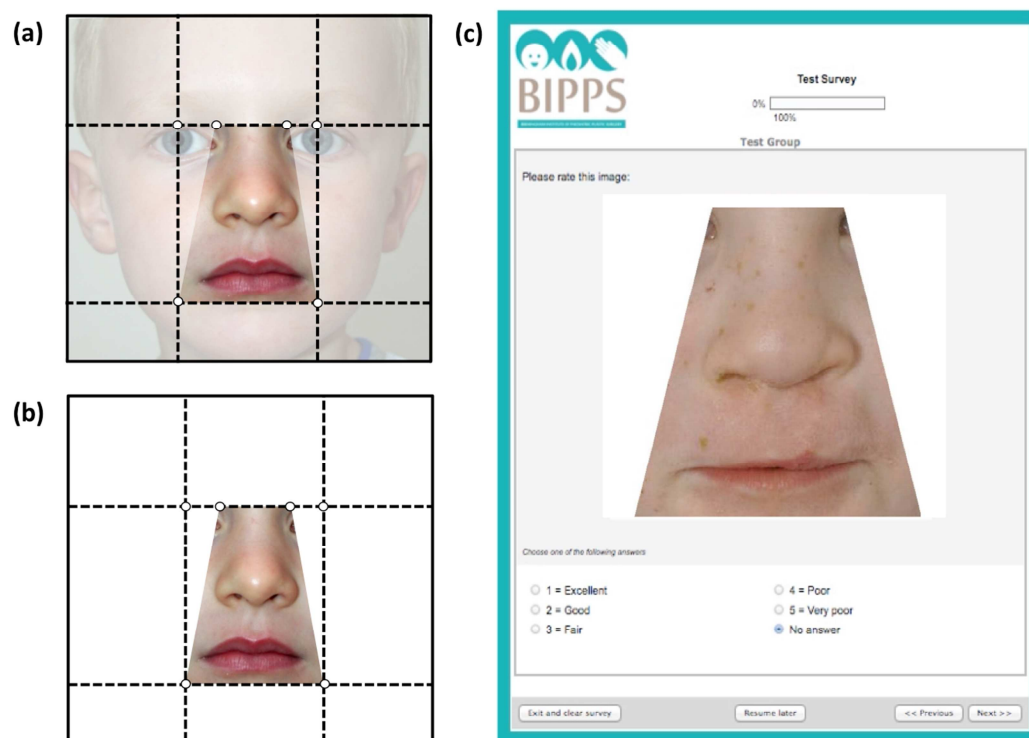 (a)
(b)
(c)
BIPPS
Test Survey
0%
100%
Test Group
Please rate this image:
Choose one of the following answers
1 = Excellent
2 = Good
3 = Fair
4 = Poor
5 = Very poor
No answer
Exit and clear survey
Resume later
<< Previous
Next >>